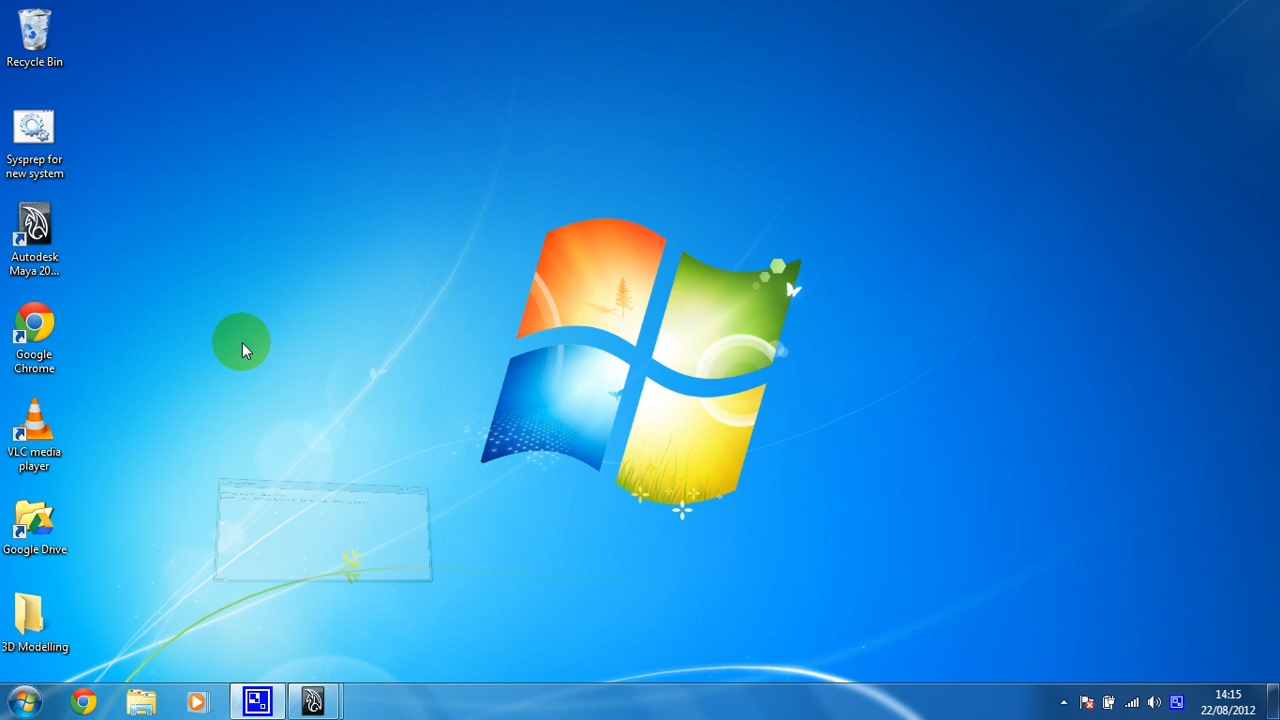 Recycle Bin
Sysprep for
new system
Autodesk
Maya 20...
Google
Chrome
VLC media
player
Google Drive
3D Modelling
14:15
22/08/2012